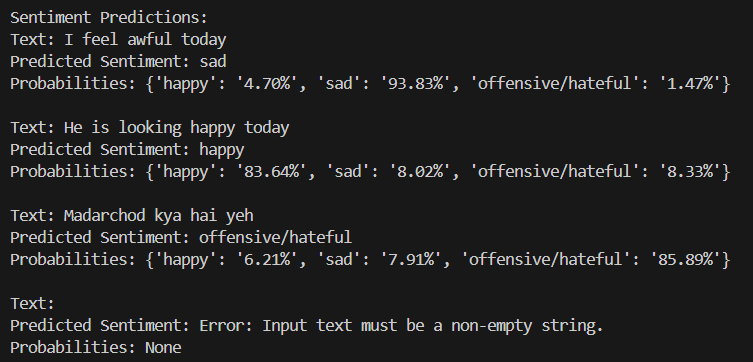 Sentiment Predictions:
Text: I feel awful today
Predicted Sentiment: sad
Probabilities: {'happy': '4.70%', 'sad': '93.83%', 'offensive/hateful': '1.47%'}
Text: He is looking happy today
Predicted Sentiment: happy
Probabilities: {'happy': '83.64%', 'sad': '8.02%', 'offensive/hateful': '8.33%'}
Text: Madarchod kya hai yeh
Predicted Sentiment: offensive/hateful
Probabilities: {'happy': '6.21%', 'sad': '7.91%', 'offensive/hateful': '85.89%'}
Text:
Predicted Sentiment: Error: Input text must be a non-empty string.
Probabilities: None